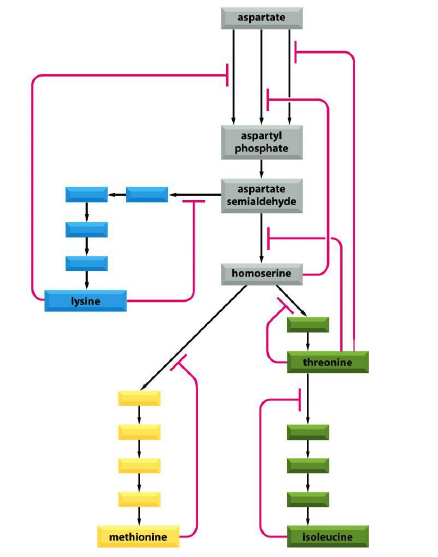 aspartate
aspartyl
phosphate
aspartate
semialdehyde
homoserine
lysine
threonine
methionine
isoleucine